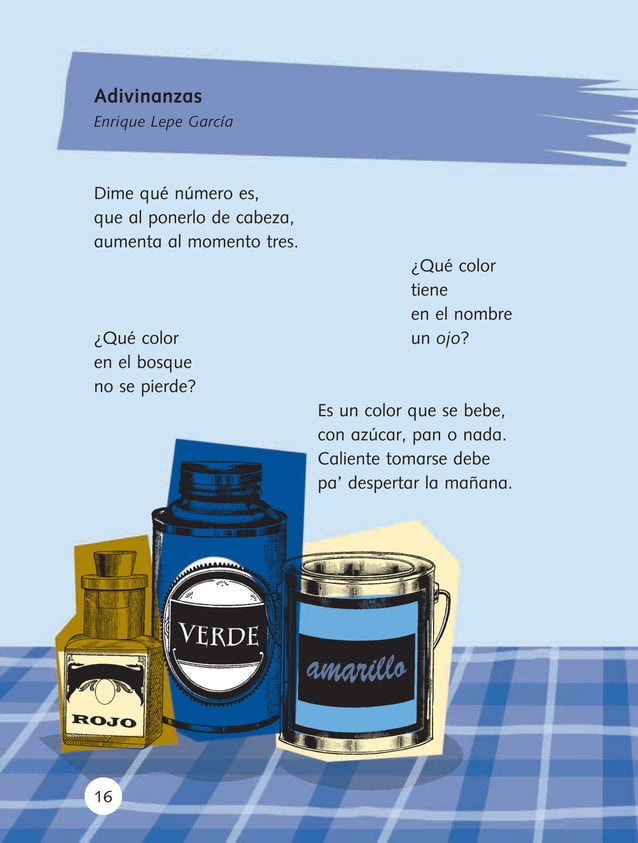 Adivinanzas
Enrique Lepe García
Dime qué número es,
que al ponerlo de cabeza,
aumenta al momento tres.
¿Qué color
tiene
en el nombre
un ojo?
¿Qué color
en el bosque
no se pierde?
Es un color que se bebe,
con azúcar, pan o nada.
Caliente tomarse debe
pa’ despertar la mañana.
VERDE
amarillo
ROJO
16